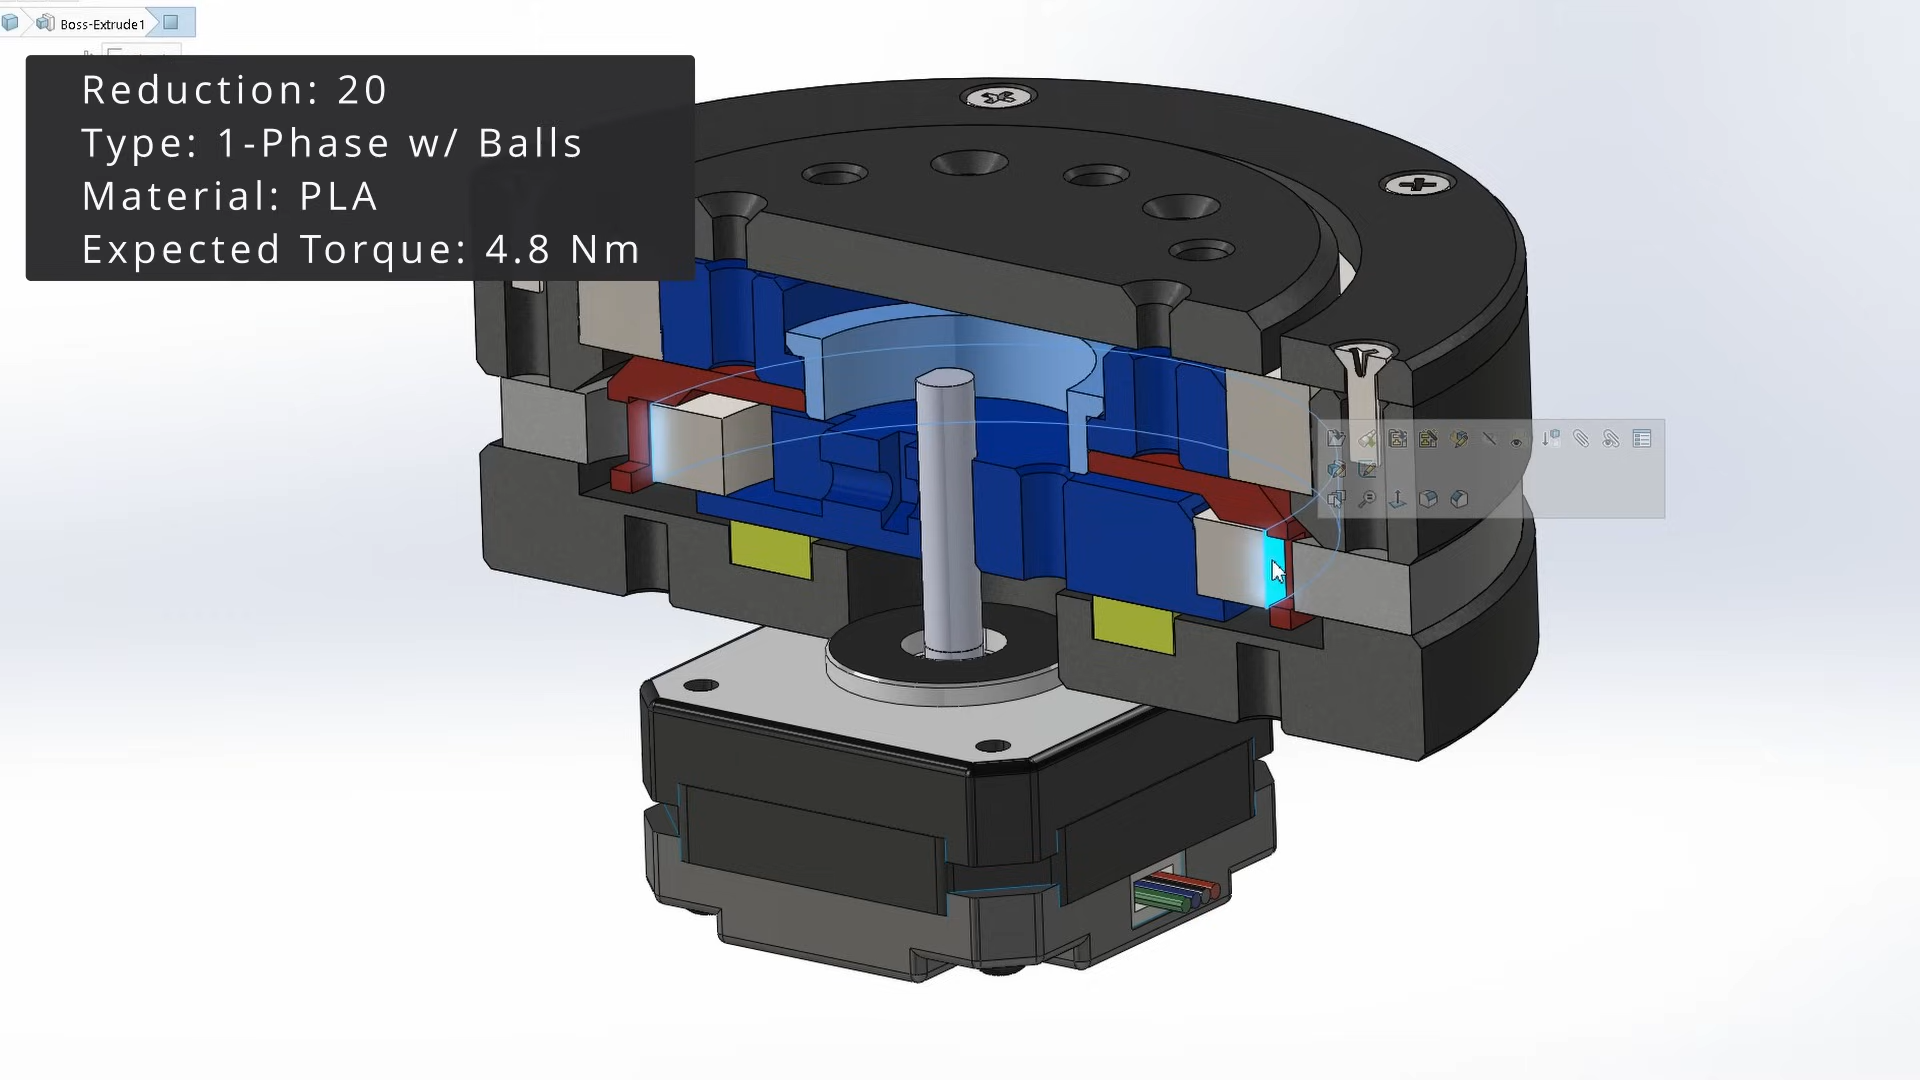 Boss-Extrude1
Reduction: 20
Type: 1-Phase w/ Balls
Material: PLA
Expected Torque: 4.8 Nm